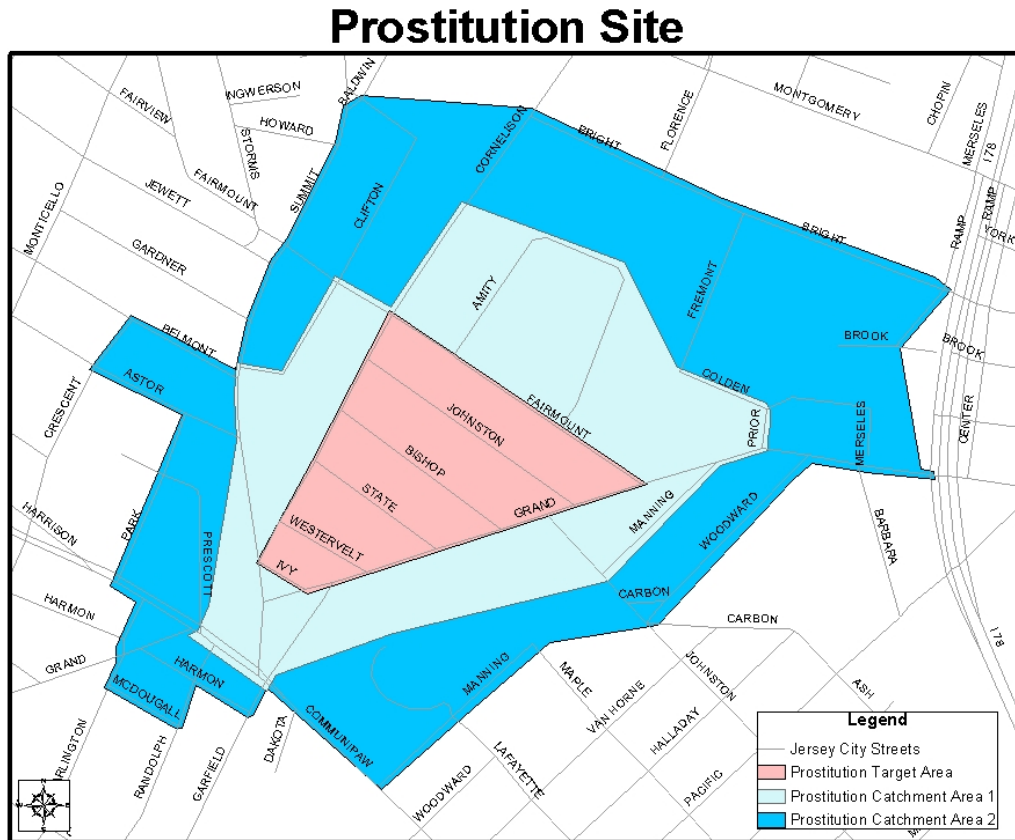 Prostitution Site
BALDWIN
INGWERSON
FAIRVIEW
HOWARD
STORMS
CORNELISON
BRIGHT
FLORENCE
MONTGOMERY
CHOPIN
MERSELES
I78
RAMP
RAMP
YORK
MONTICELLO
JEWETT
FAIRMOUNT
SUMMIT
CLIFTON
GARDNER
BRIGHT
AMITY
FREMONT
BROOK
BROOK
BELMONT
ASTOR
CRESCENT
COLDEN
FAIRMOUNT
JOHNSTON
PRIOR
MERSELES
CENTER
BISHOP
STATE
GRAND
MANNING
WOODWARD
BARBARA
HARRISON
PARK
PRESCOTT
WESTERVELT
IVY
CARBON
CARBON
HARMON
GRAND
HARMON
MCDOUGALL
MANNING
MAPLE
JOHNSTON
ASH
I78
VAN HORNE
HALLADAY
PACIFIC
COMMUNIPAW
DAKOTA
GARFIELD
RANDOLPH
RLINGTON
LAFAYETTE
WOODWARD
Legend
Jersey City Streets
Prostitution Target Area
Prostitution Catchment Area 1
Prostitution Catchment Area 2